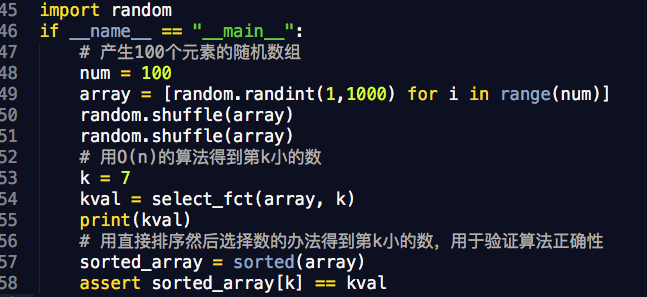 45 import random
46 if __name__ == "__main__":
47     # 产生100个元素的随机数组
48     num = 100
49     array = [random.randint(1,1000) for i in range(num)]
50     random.shuffle(array)
51     random.shuffle(array)
52     # 用O(n)的算法得到第k小的数
53     k = 7
54     kval = select_fct(array, k)
55     print(kval)
56     # 用直接排序然后选择数的办法得到第k小的数，用于验证算法正确性
57     sorted_array = sorted(array)
58     assert sorted_array[k] == kval